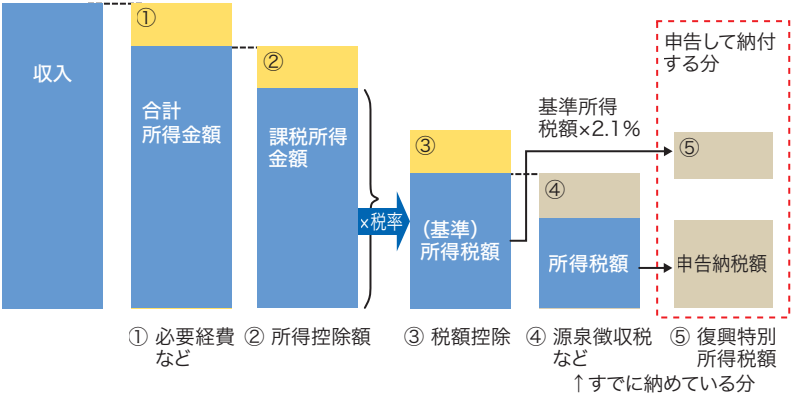 収入
①
合計
所得金額
②
課税所得
金額
×税率
③
(基準)
所得税額
基準所得
税額×2.1%
④
所得税額
申告して納付
する分
⑤
申告納税額
① 必要経費
など
② 所得控除額
③ 税額控除
④ 源泉徴収税
など
↑すでに納めている分
⑤ 復興特別
所得税額